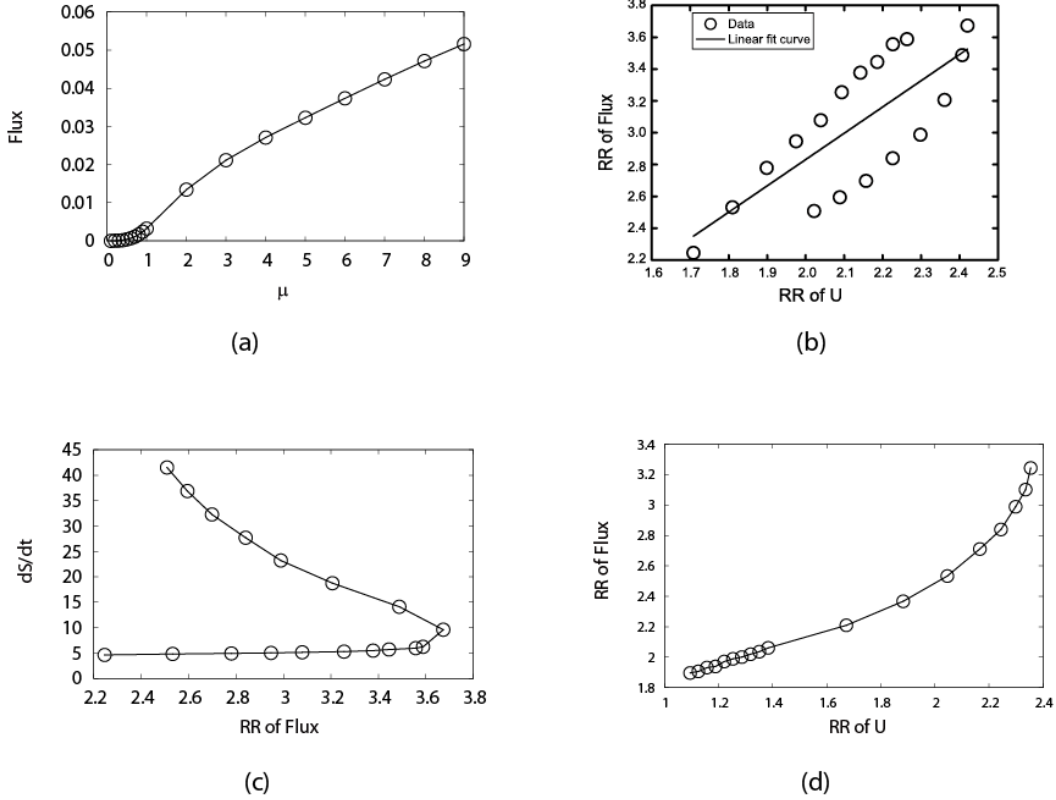 0.06
0.05
0.04
0.03
0.02
0.01
0
Flux
0 1 2 3 4 5 6 7 8 9
μ
(a)
3.8
3.6
3.4
3.2
3.0
2.8
2.6
2.4
2.2
RR of Flux
Data
Linear fit curve
1.6 1.7 1.8 1.9 2.0 2.1 2.2 2.3 2.4 2.5
RR of U
(b)
45
40
35
30
25
20
15
10
5
0
dS/dt
2.2 2.4 2.6 2.8 3 3.2 3.4 3.6 3.8
RR of Flux
(c)
3.4
3.2
3
2.8
2.6
2.4
2.2
2
1.8
RR of Flux
1 1.2 1.4 1.6 1.8 2 2.2 2.4
RR of U
(d)